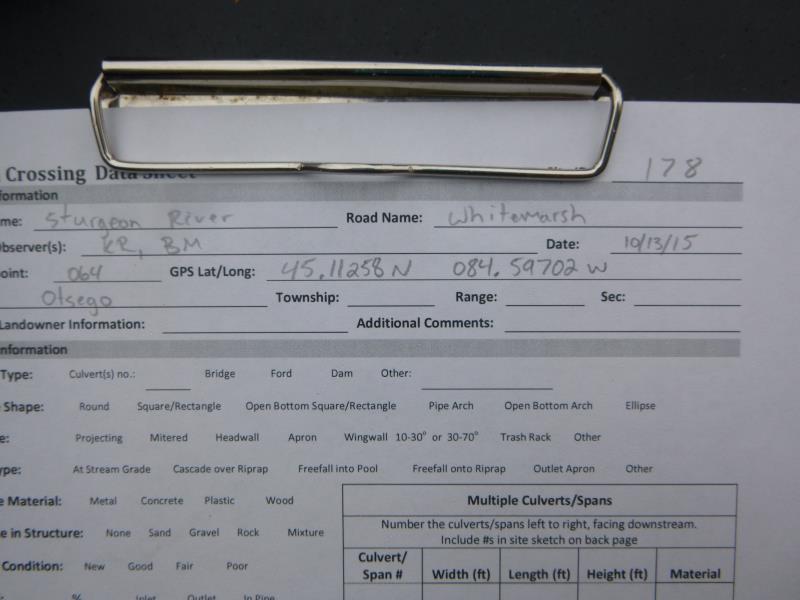 Crossing Data Sheet 178
formation
me: Sturgeon River Road Name: Whitemarsh
bserver(s): KR, BM Date: 10/13/15
oint: 064 GPS Lat/Long: 45.11258 N 084.59702 W
Otsego Township: Range: Sec:
Landowner Information: Additional Comments:
nformation
Type: Culvert(s) no.: Bridge Ford Dam Other:
Shape: Round Square/Rectangle Open Bottom Square/Rectangle Pipe Arch Open Bottom Arch Ellipse
e: Projecting Mitered Headwall Apron Wingwall 10-30° or 30-70° Trash Rack Other
ype: At Stream Grade Cascade over Riprap Freefall into Pool Freefall onto Riprap Outlet Apron Other
e Material: Metal Concrete Plastic Wood
Multiple Culverts/Spans
e in Structure: None Sand Gravel Rock Mixture
Number the culverts/spans left to right, facing downstream.
Include #s in site sketch on back page
Condition: New Good Fair Poor
Culvert/
Span # Width (ft) Length (ft) Height (ft) Material
% Inlet Outlet In Pipe